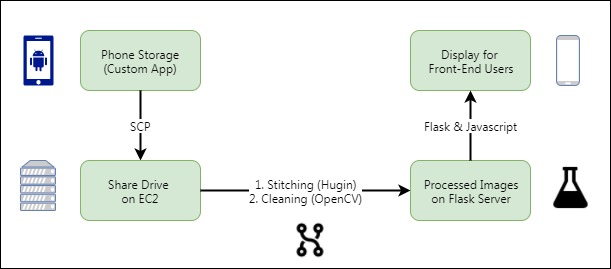 Phone Storage
(Custom App)
Display for
Front-End Users
SCP
Flask & Javascript
Share Drive
on EC2
1. Stitching (Hugin)
2. Cleaning (OpenCV)
Processed Images
on Flask Server